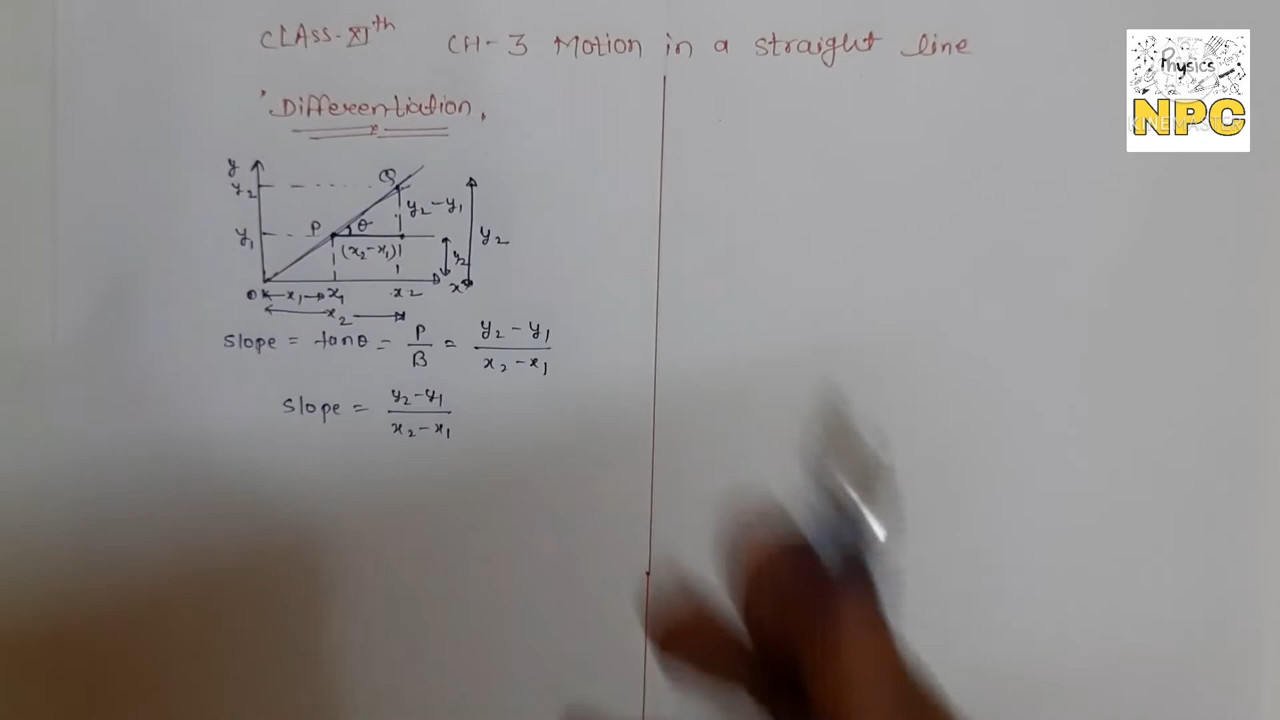 CLASS-XIth CH-3 Motion in a straight line
Differentiation.
y
y2
Q
y2-y1
y1
P
θ
(x2-x1)
y2
y2
O
x1
x1
x2
x
x2
Slope = tanθ = P/B = y2-y1/x2-x1
Slope = y2-y1/x2-x1
Physics
NPC
KINEMASTER